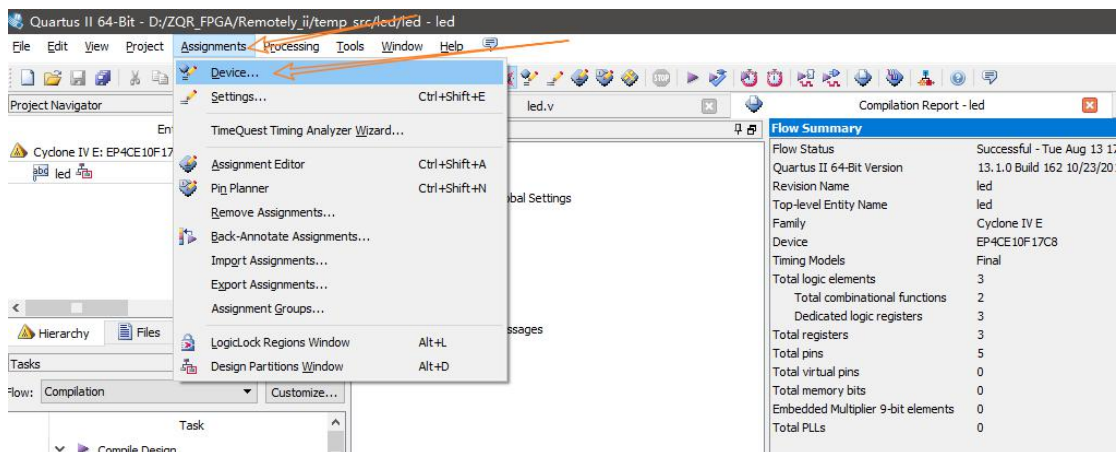 Quartus II 64-Bit - D:/ZQR_FPGA/Remotely_ii/temp_src/led/led - led
File Edit View Project Assignments Processing Tools Window Help
Device...
Settings... Ctrl+Shift+E
TimeQuest Timing Analyzer Wizard...
Assignment Editor Ctrl+Shift+A
Pin Planner Ctrl+Shift+N
Remove Assignments...
Back-Annotate Assignments...
Import Assignments...
Export Assignments...
Assignment Groups...
LogicLock Regions Window Alt+L
Design Partitions Window Alt+D
STOP
Project Navigator
En
Cyclone IV E: EP4CE10F17
abd led
Hierarchy Files
Tasks
Flow: Compilation Customize...
Task
Compile Design
led.v
bal Settings
ssages
Compilation Report - led
Flow Summary
Flow Status Successful - Tue Aug 13 17
Quartus II 64-Bit Version 13.1.0 Build 162 10/23/20
Revision Name led
Top-level Entity Name led
Family Cyclone IV E
Device EP4CE10F17C8
Timing Models Final
Total logic elements 3
Total combinational functions 2
Dedicated logic registers 3
Total registers 3
Total pins 5
Total virtual pins 0
Total memory bits 0
Embedded Multiplier 9-bit elements 0
Total PLLs 0